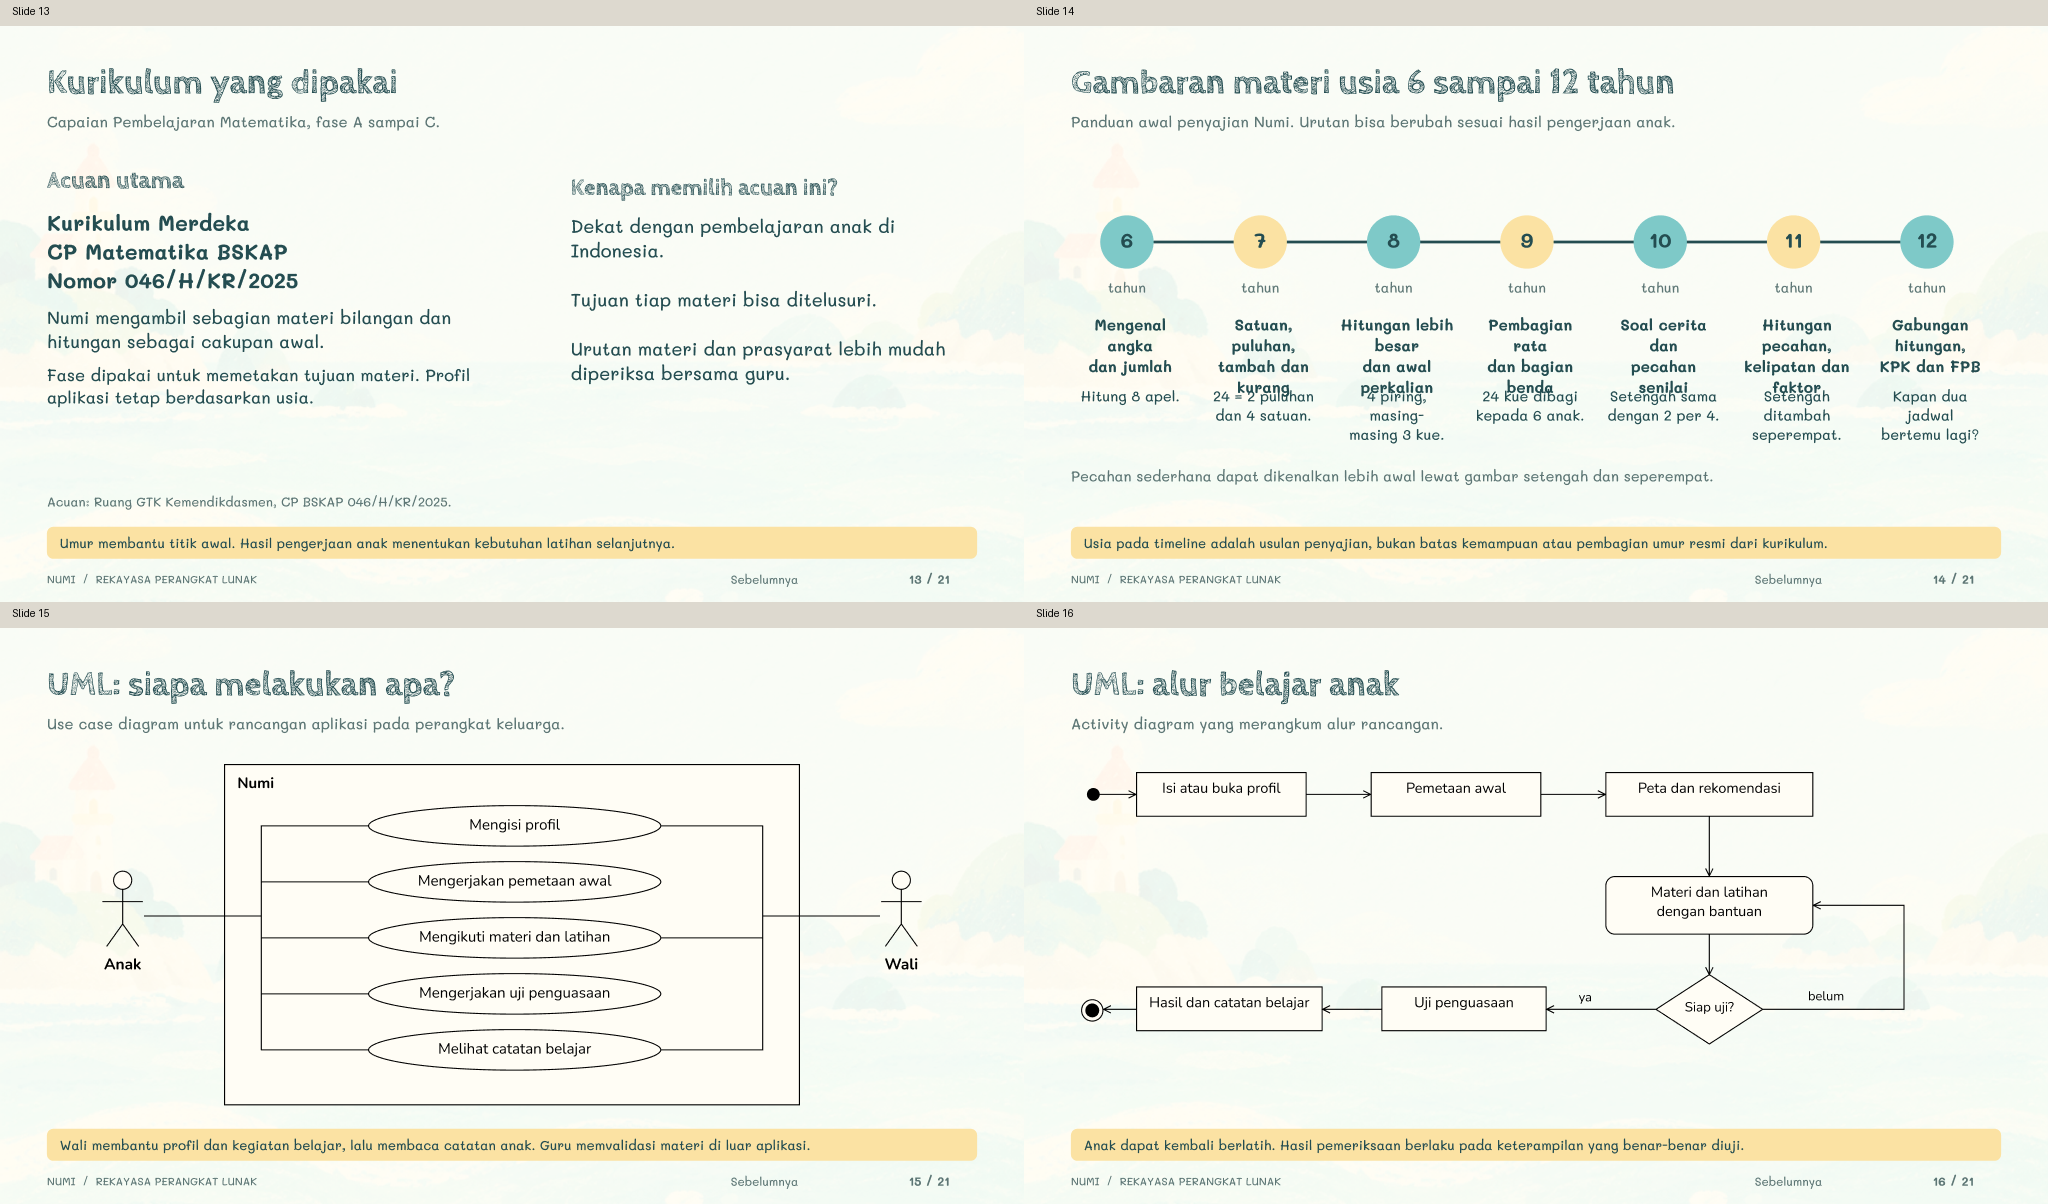 Slide 13
Kurikulum yang dipakai
Capaian Pembelajaran Matematika, fase A sampai C.
Acuan utama
Kurikulum Merdeka
CP Matematika BSKAP
Nomor 046/H/KR/2025
Numi mengambil sebagian materi bilangan dan
hitungan sebagai cakupan awal.
Fase dipakai untuk memetakan tujuan materi. Profil
aplikasi tetap berdasarkan usia.
Kenapa memilih acuan ini?
Dekat dengan pembelajaran anak di
Indonesia.
Tujuan tiap materi bisa ditelusuri.
Urutan materi dan prasyarat lebih mudah
diperiksa bersama guru.
Acuan: Ruang GTK Kemendikdasmen, CP BSKAP 046/H/KR/2025.
Umur membantu titik awal. Hasil pengerjaan anak menentukan kebutuhan latihan selanjutnya.
NUMI / REKAYASA PERANGKAT LUNAK
Sebelumnya
13 / 21
Slide 14
Gambaran materi usia 6 sampai 12 tahun
Panduan awal penyajian Numi. Urutan bisa berubah sesuai hasil pengerjaan anak.
6
tahun
Mengenal
angka
dan jumlah
Hitung 8 apel.
7
tahun
Satuan,
puluhan,
tambah dan
kurang
24 = 2 puluhan
dan 4 satuan.
8
tahun
Hitungan lebih
besar
dan awal
perkalian
4 piring,
masing-
masing 3 kue.
9
tahun
Pembagian
rata
dan bagian
benda
24 kue dibagi
kepada 6 anak.
10
tahun
Soal cerita
dan
pecahan
senilai
Setengah sama
dengan 2 per 4.
11
tahun
Hitungan
pecahan,
kelipatan dan
faktor
Setengah
ditambah
seperempat.
12
tahun
Gabungan
hitungan,
KPK dan FPB
Kapan dua
jadwal
bertemu lagi?
Pecahan sederhana dapat dikenalkan lebih awal lewat gambar setengah dan seperempat.
Usia pada timeline adalah usulan penyajian, bukan batas kemampuan atau pembagian umur resmi dari kurikulum.
NUMI / REKAYASA PERANGKAT LUNAK
Sebelumnya
14 / 21
Slide 15
UML: siapa melakukan apa?
Use case diagram untuk rancangan aplikasi pada perangkat keluarga.
Numi
Mengisi profil
Mengerjakan pemetaan awal
Mengikuti materi dan latihan
Mengerjakan uji penguasaan
Melihat catatan belajar
Anak
Wali
Wali membantu profil dan kegiatan belajar, lalu membaca catatan anak. Guru memvalidasi materi di luar aplikasi.
NUMI / REKAYASA PERANGKAT LUNAK
Sebelumnya
15 / 21
Slide 16
UML: alur belajar anak
Activity diagram yang merangkum alur rancangan.
Isi atau buka profil
Pemetaan awal
Peta dan rekomendasi
Materi dan latihan
dengan bantuan
Siap uji?
belum
ya
Uji penguasaan
Hasil dan catatan belajar
Anak dapat kembali berlatih. Hasil pemeriksaan berlaku pada keterampilan yang benar-benar diuji.
NUMI / REKAYASA PERANGKAT LUNAK
Sebelumnya
16 / 21